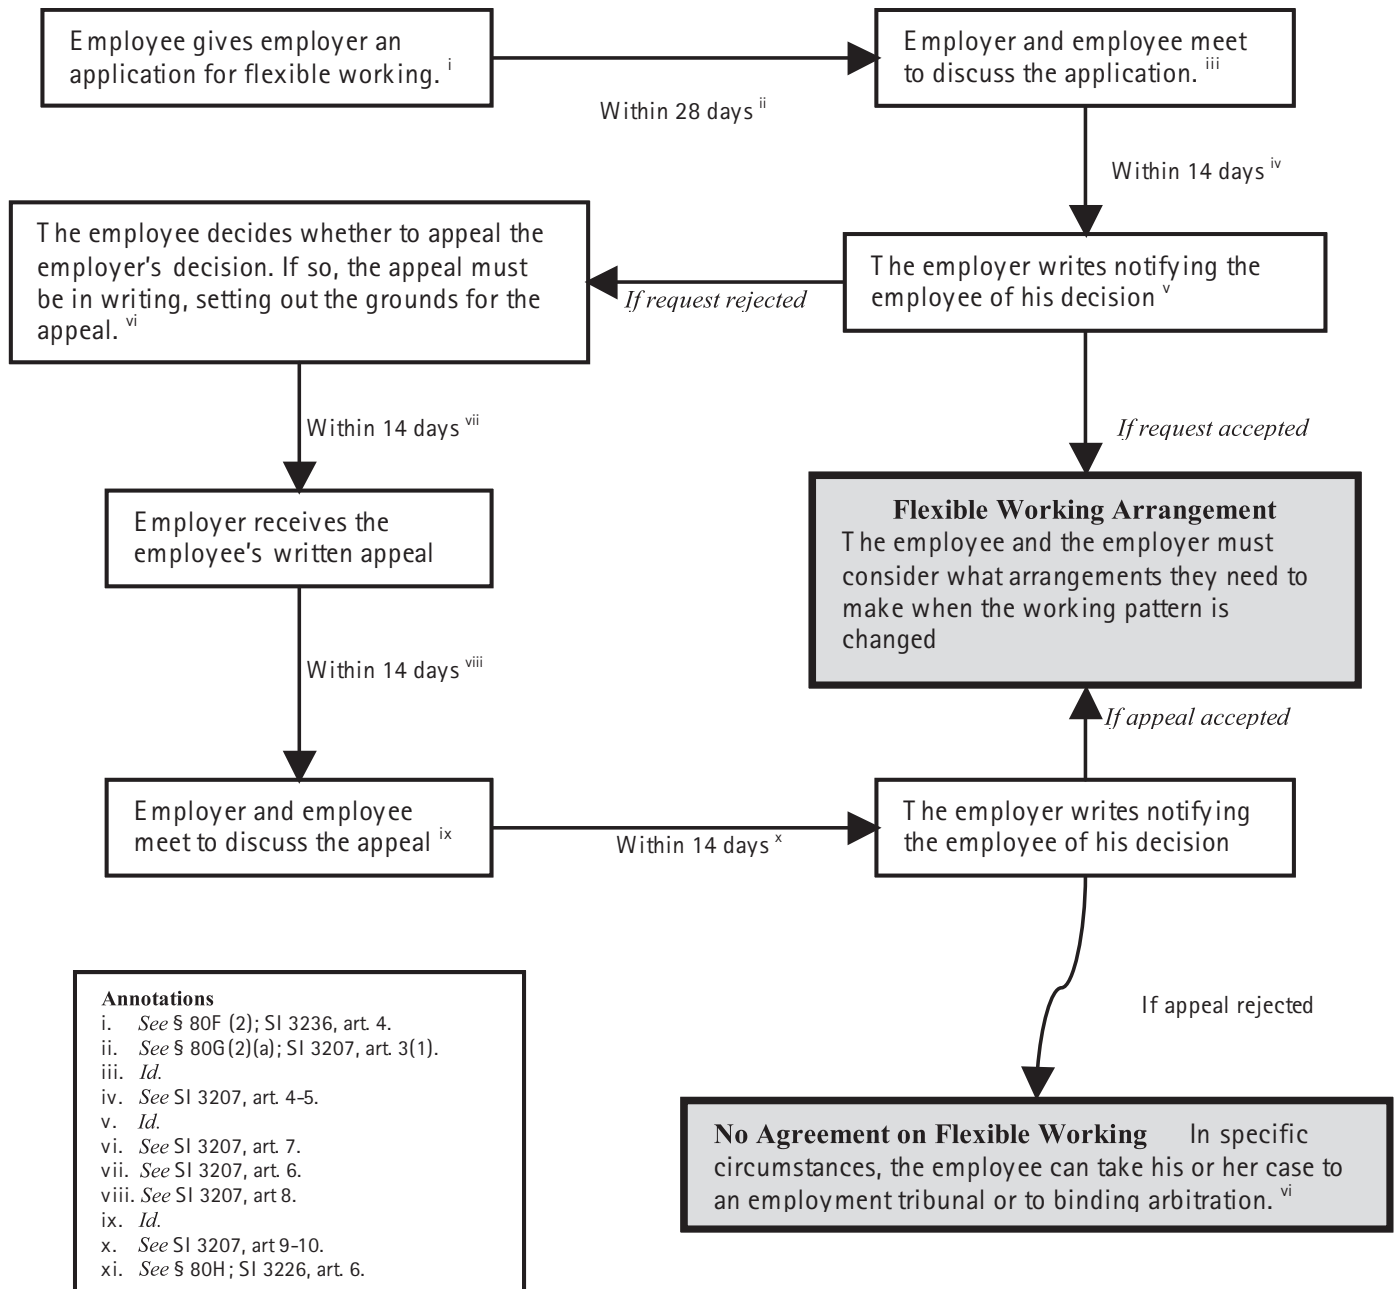 Employee gives employer an
application for flexible working. i
Within 28 days ii
Employer and employee meet
to discuss the application. iii
Within 14 days iv
The employer writes notifying the
employee of his decision v
If request rejected
The employee decides whether to appeal the
employer's decision. If so, the appeal must
be in writing, setting out the grounds for the
appeal. vi
If request accepted
Flexible Working Arrangement
The employee and the employer must
consider what arrangements they need to
make when the working pattern is
changed
Within 14 days vii
Employer receives the
employee's written appeal
Within 14 days viii
Employer and employee
meet to discuss the appeal ix
Within 14 days x
The employer writes notifying
the employee of his decision
If appeal accepted
If appeal rejected
No Agreement on Flexible Working In specific
circumstances, the employee can take his or her case to
an employment tribunal or to binding arbitration. vi
Annotations
i. See § 80F (2); SI 3236, art. 4.
ii. See § 80G(2)(a); SI 3207, art. 3(1).
iii. Id.
iv. See SI 3207, art. 4-5.
v. Id.
vi. See SI 3207, art. 7.
vii. See SI 3207, art. 6.
viii. See SI 3207, art 8.
ix. Id.
x. See SI 3207, art 9-10.
xi. See § 80H; SI 3226, art. 6.